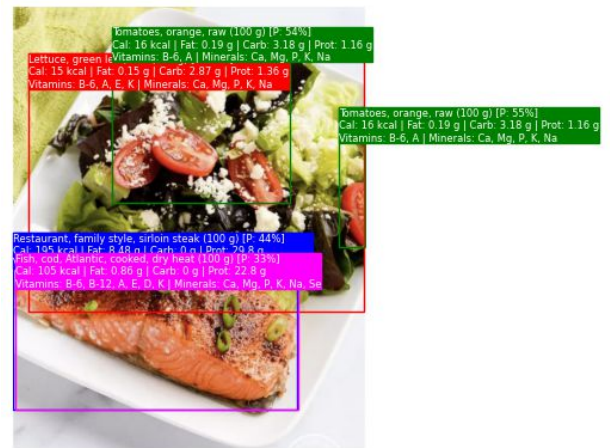 Tomatoes, orange, raw (100 g) [P: 54%]
Cal: 16 kcal | Fat: 0.19 g | Carb: 3.18 g | Prot: 1.16 g
Vitamins: B-6, A | Minerals: Ca, Mg, P, K, Na
Lettuce, green
Cal: 15 kcal | Fat: 0.15 g | Carb: 2.87 g | Prot: 1.36 g
Vitamins: B-6, A, E, K | Minerals: Ca, Mg, P, K, Na
Tomatoes, orange, raw (100 g) [P: 55%]
Cal: 16 kcal | Fat: 0.19 g | Carb: 3.18 g | Prot: 1.16 g
Vitamins: B-6, A | Minerals: Ca, Mg, P, K, Na
Restaurant, family style, sirloin steak (100 g) [P: 44%]
Cal: 195 kcal | Fat: 8.48 g | Carb: 0 g | Prot: 29.8 g
Fish, cod, Atlantic, cooked, dry heat (100 g) [P: 33%]
Cal: 105 kcal | Fat: 0.86 g | Carb: 0 g | Prot: 22.8 g
Vitamins: B-6, B-12, A, E, D, K | Minerals: Ca, Mg, P, K, Na, Se